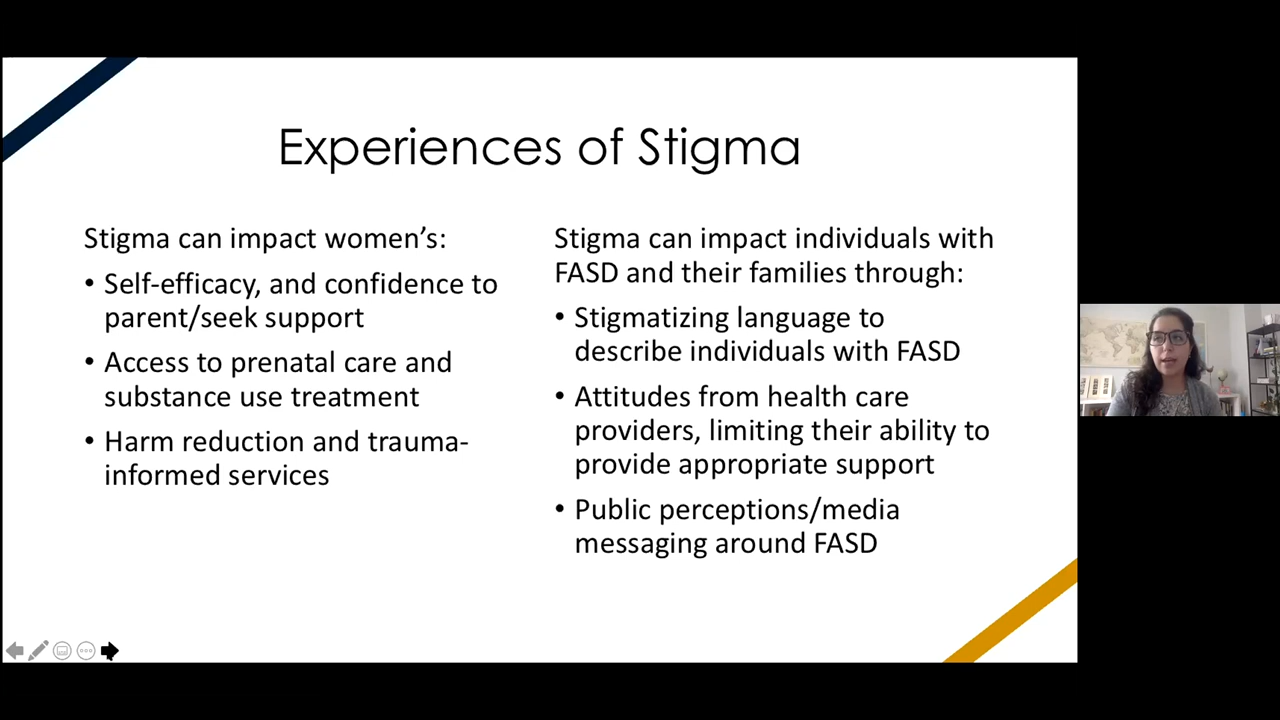 Experiences of Stigma
Stigma can impact women’s:
• Self-efficacy, and confidence to
parent/seek support
• Access to prenatal care and
substance use treatment
• Harm reduction and trauma-
informed services
Stigma can impact individuals with
FASD and their families through:
• Stigmatizing language to
describe individuals with FASD
• Attitudes from health care
providers, limiting their ability to
provide appropriate support
• Public perceptions/media
messaging around FASD